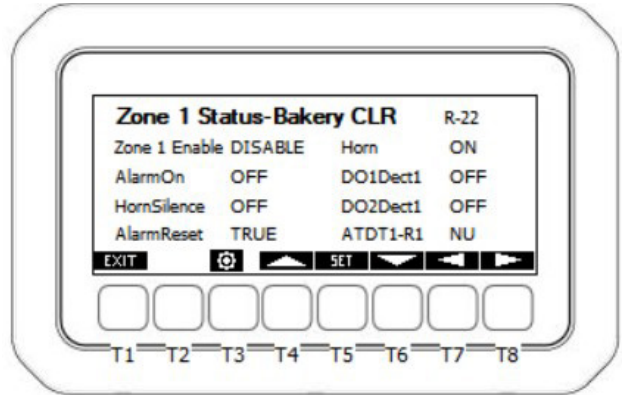 Zone 1 Status-Bakery CLR R-22
Zone 1 Enable DISABLE Horn ON
AlarmOn OFF DO1Dect1 OFF
HornSilence OFF DO2Dect1 OFF
AlarmReset TRUE ATDT1-R1 NU
EXIT SET
T1 T2 T3 T4 T5 T6 T7 T8